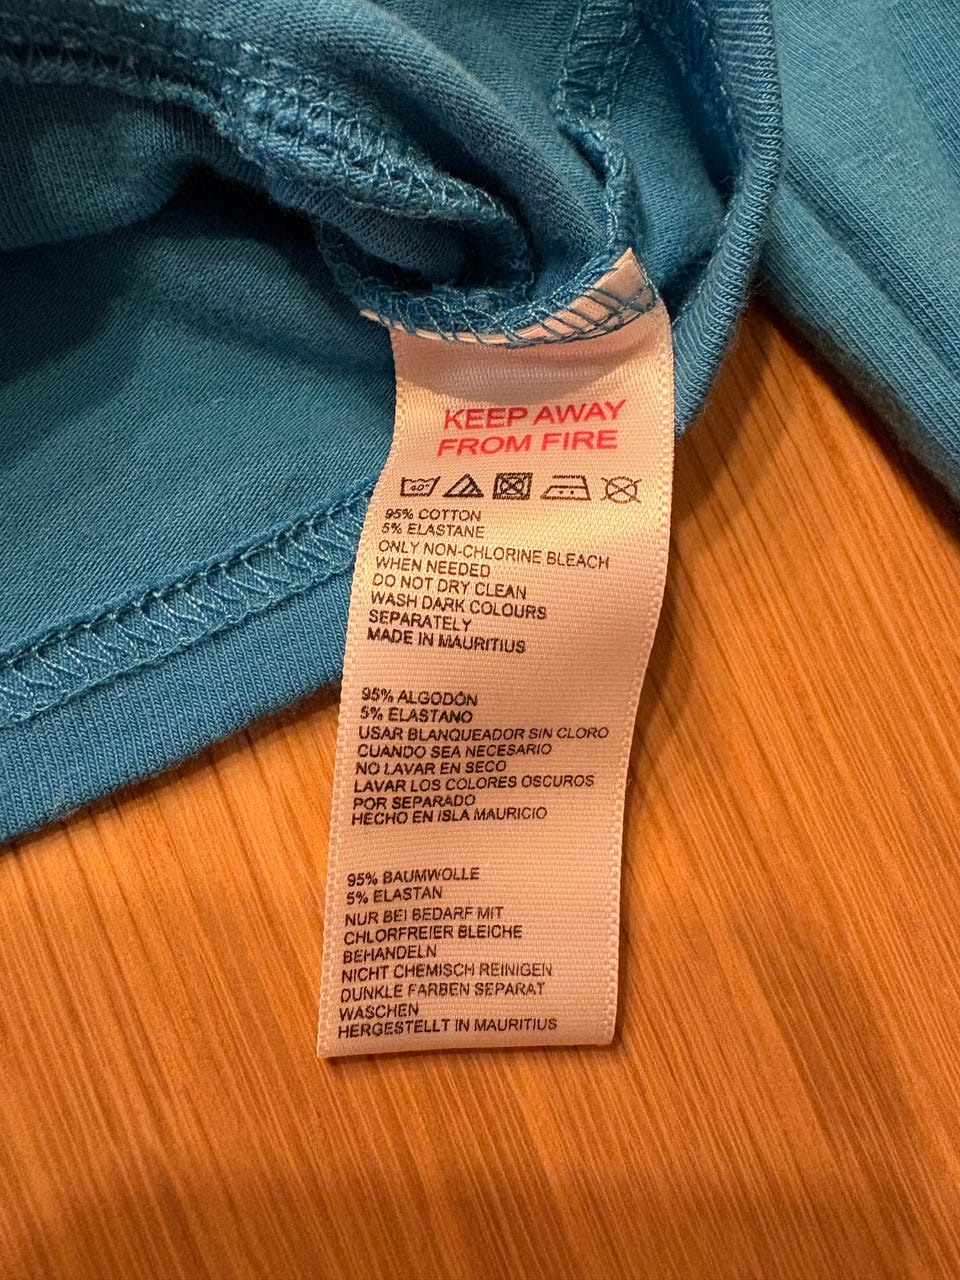 KEEP AWAY
FROM FIRE
40°
95% COTTON
5% ELASTANE
ONLY NON-CHLORINE BLEACH
WHEN NEEDED
DO NOT DRY CLEAN
WASH DARK COLOURS
SEPARATELY
MADE IN MAURITIUS
95% ALGODÓN
5% ELASTANO
USAR BLANQUEADOR SIN CLORO
CUANDO SEA NECESARIO
NO LAVAR EN SECO
LAVAR LOS COLORES OSCUROS
POR SEPARADO
HECHO EN ISLA MAURICIO
95% BAUMWOLLE
5% ELASTAN
NUR BEI BEDARF MIT
CHLORFREIER BLEICHE
BEHANDELN
NICHT CHEMISCH REINIGEN
DUNKLE FARBEN SEPARAT
WASCHEN
HERGESTELLT IN MAURITIUS